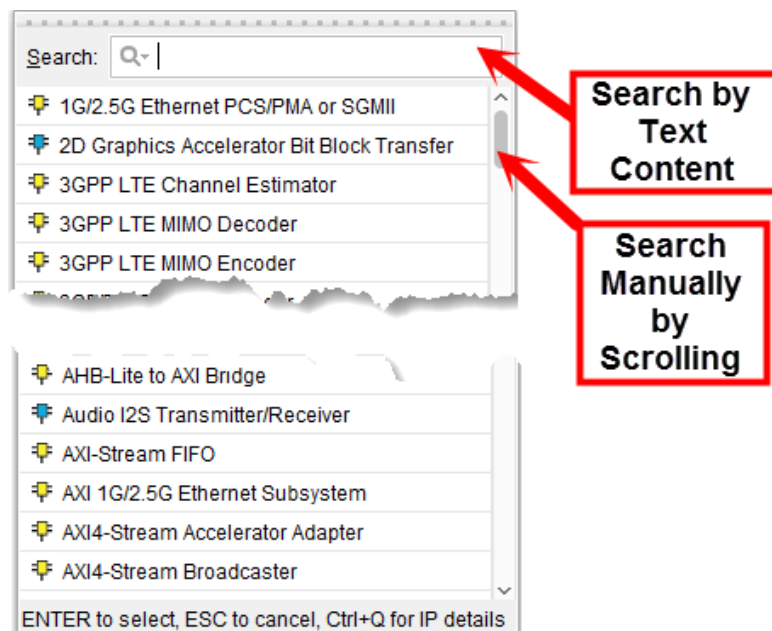 Search:
1G/2.5G Ethernet PCS/PMA or SGMII
2D Graphics Accelerator Bit Block Transfer
3GPP LTE Channel Estimator
3GPP LTE MIMO Decoder
3GPP LTE MIMO Encoder
AHB-Lite to AXI Bridge
Audio I2S Transmitter/Receiver
AXI-Stream FIFO
AXI 1G/2.5G Ethernet Subsystem
AXI4-Stream Accelerator Adapter
AXI4-Stream Broadcaster
ENTER to select, ESC to cancel, Ctrl+Q for IP details
Search by
Text
Content
Search
Manually
by
Scrolling